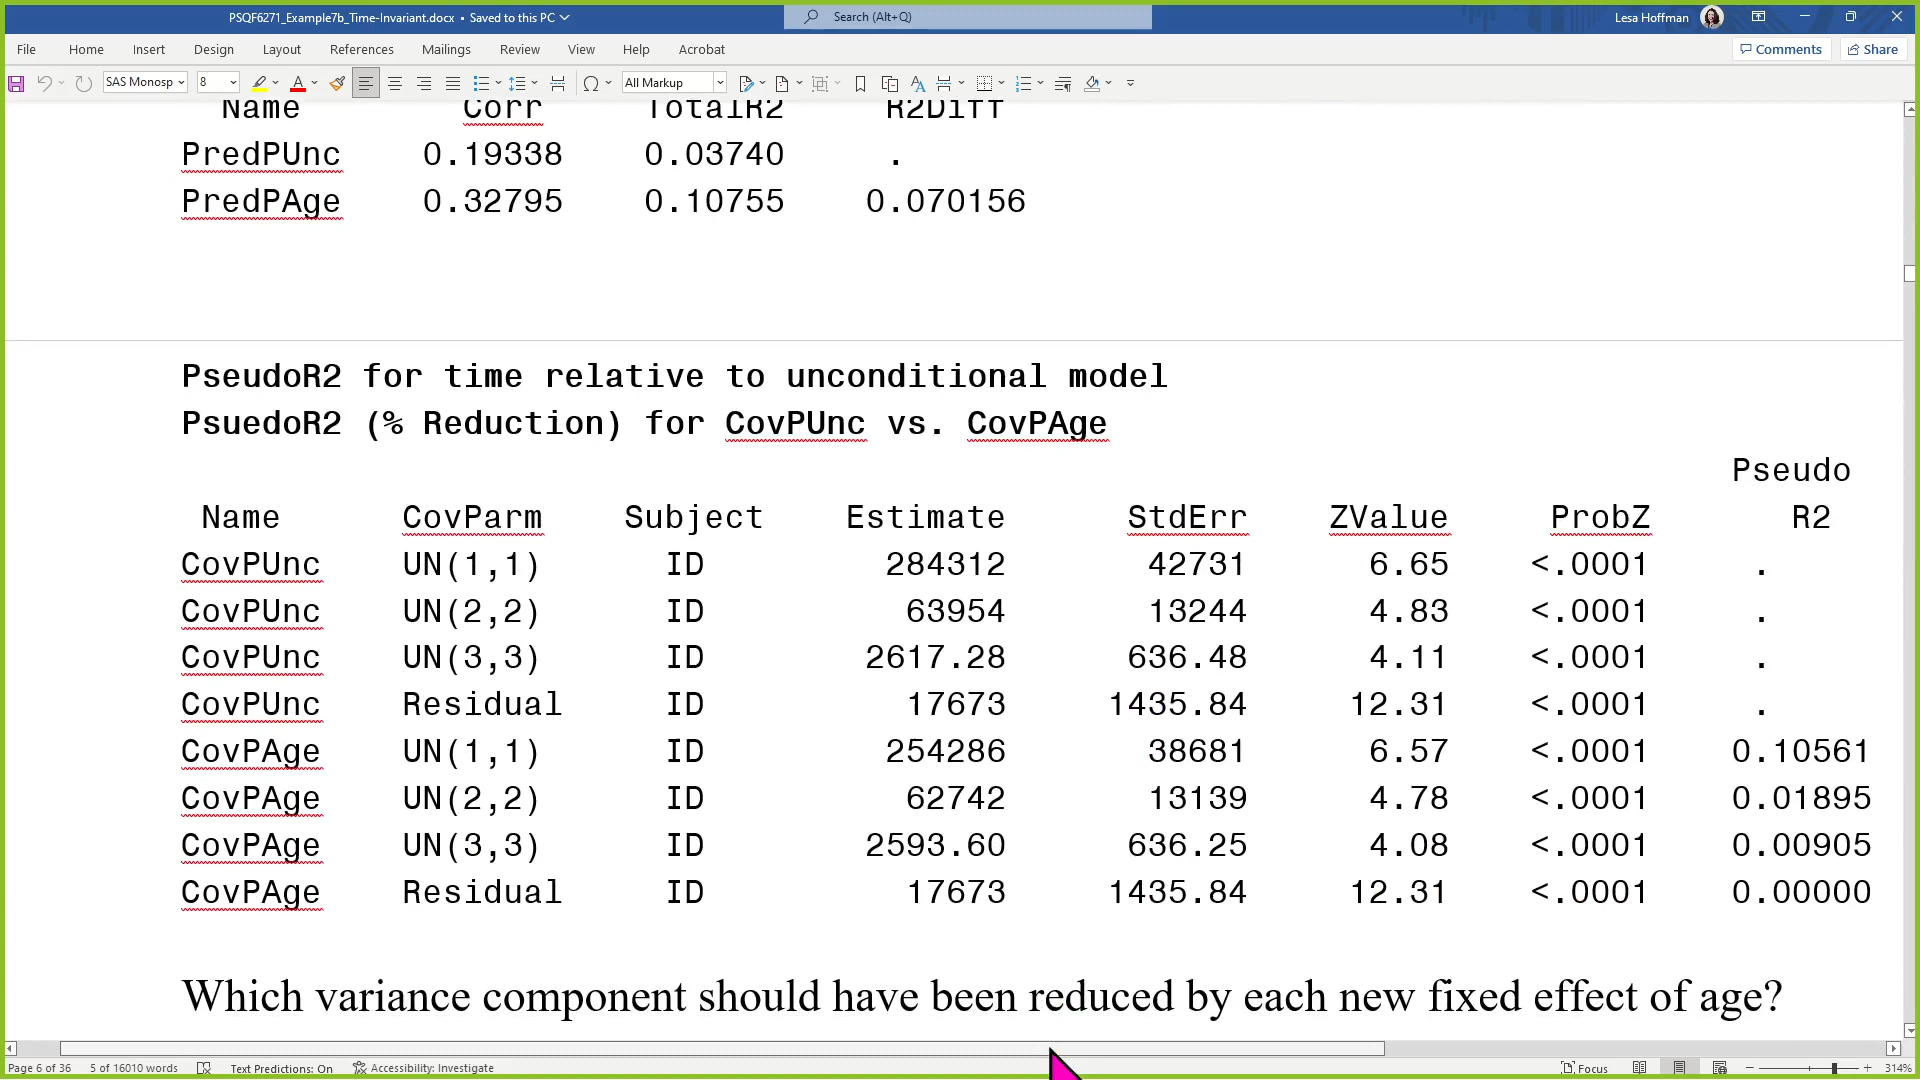 PSQF6271_Example7b_Time-Invariant.docx • Saved to this PC
Search (Alt+Q)
Lesa Hoffman
File Home Insert Design Layout References Mailings Review View Help Acrobat
Comments Share
SAS Monosp 8 All Markup
Name Corr TotalR2 R2Diff
PredPUnc 0.19338 0.03740 .
PredPAge 0.32795 0.10755 0.070156
PseudoR2 for time relative to unconditional model
PsuedoR2 (% Reduction) for CovPUnc vs. CovPAge
Pseudo
Name CovParm Subject Estimate StdErr ZValue ProbZ R2
CovPUnc UN(1,1) ID 284312 42731 6.65 <.0001 .
CovPUnc UN(2,2) ID 63954 13244 4.83 <.0001 .
CovPUnc UN(3,3) ID 2617.28 636.48 4.11 <.0001 .
CovPUnc Residual ID 17673 1435.84 12.31 <.0001 .
CovPAge UN(1,1) ID 254286 38681 6.57 <.0001 0.10561
CovPAge UN(2,2) ID 62742 13139 4.78 <.0001 0.01895
CovPAge UN(3,3) ID 2593.60 636.25 4.08 <.0001 0.00905
CovPAge Residual ID 17673 1435.84 12.31 <.0001 0.00000
Which variance component should have been reduced by each new fixed effect of age?
Page 6 of 36 5 of 16010 words Text Predictions: On Accessibility: Investigate Focus 314%